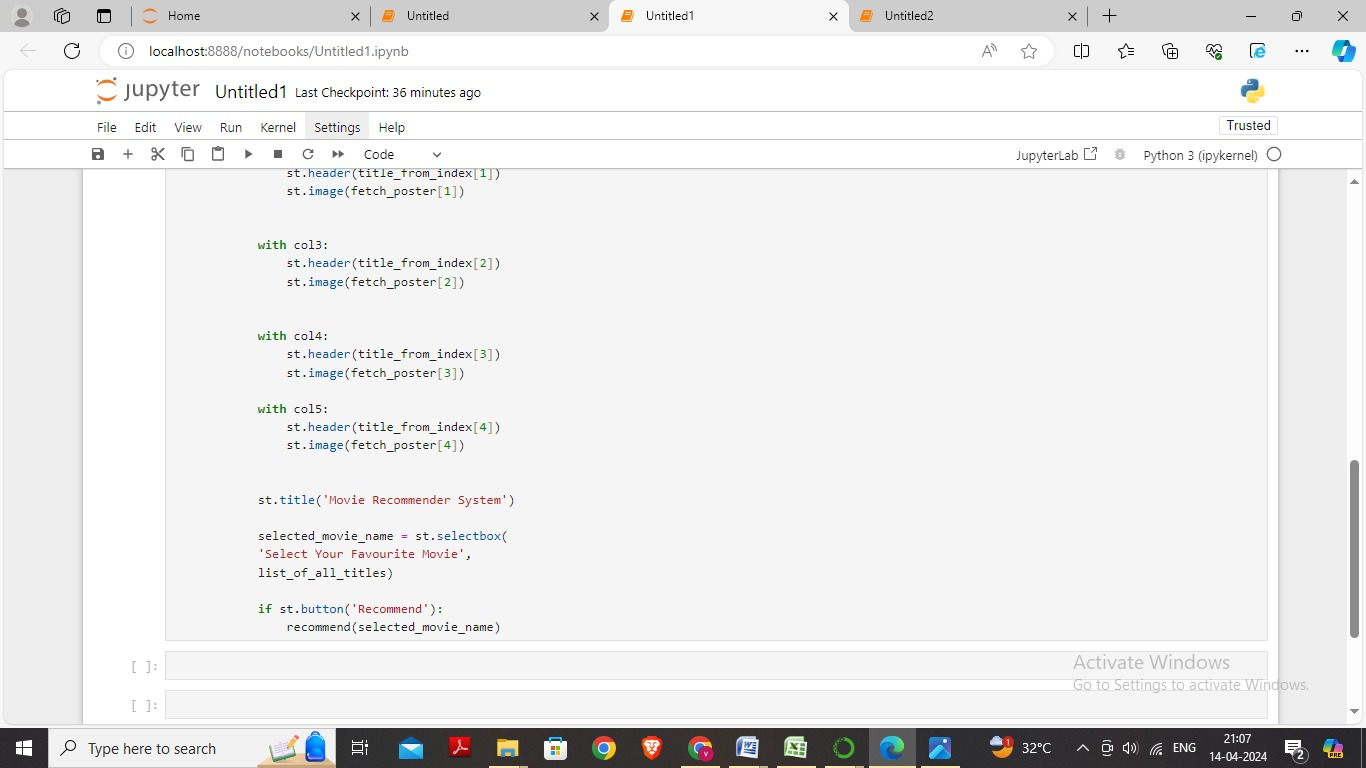 Home
Untitled
Untitled1
Untitled2
localhost:8888/notebooks/Untitled1.ipynb
jupyter Untitled1 Last Checkpoint: 36 minutes ago
File Edit View Run Kernel Settings Help
Trusted
Code
JupyterLab
Python 3 (ipykernel)
st.header(title_from_index[1])
st.image(fetch_poster[1])
with col3:
st.header(title_from_index[2])
st.image(fetch_poster[2])
with col4:
st.header(title_from_index[3])
st.image(fetch_poster[3])
with col5:
st.header(title_from_index[4])
st.image(fetch_poster[4])
st.title('Movie Recommender System')
selected_movie_name = st.selectbox(
'Select Your Favourite Movie',
list_of_all_titles)
if st.button('Recommend'):
recommend(selected_movie_name)
[ ]:
[ ]:
Activate Windows
Go to Settings to activate Windows.
Type here to search
1
32°C
ENG
21:07
14-04-2024
2
PRE